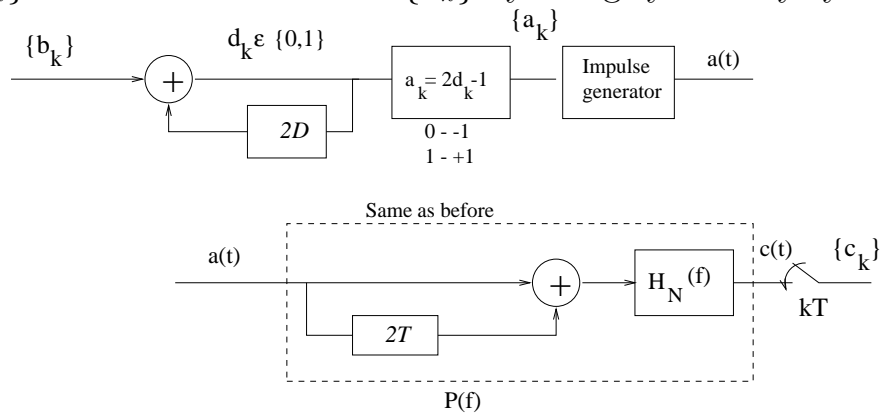 {a_k}
{b_k}
d_k ε {0,1}
+
a_k = 2d_k -1
Impulse generator
a(t)
2D
0 - -1
1 - +1
Same as before
a(t)
+
H_N (f)
c(t)
{c_k}
2T
kT
P(f)